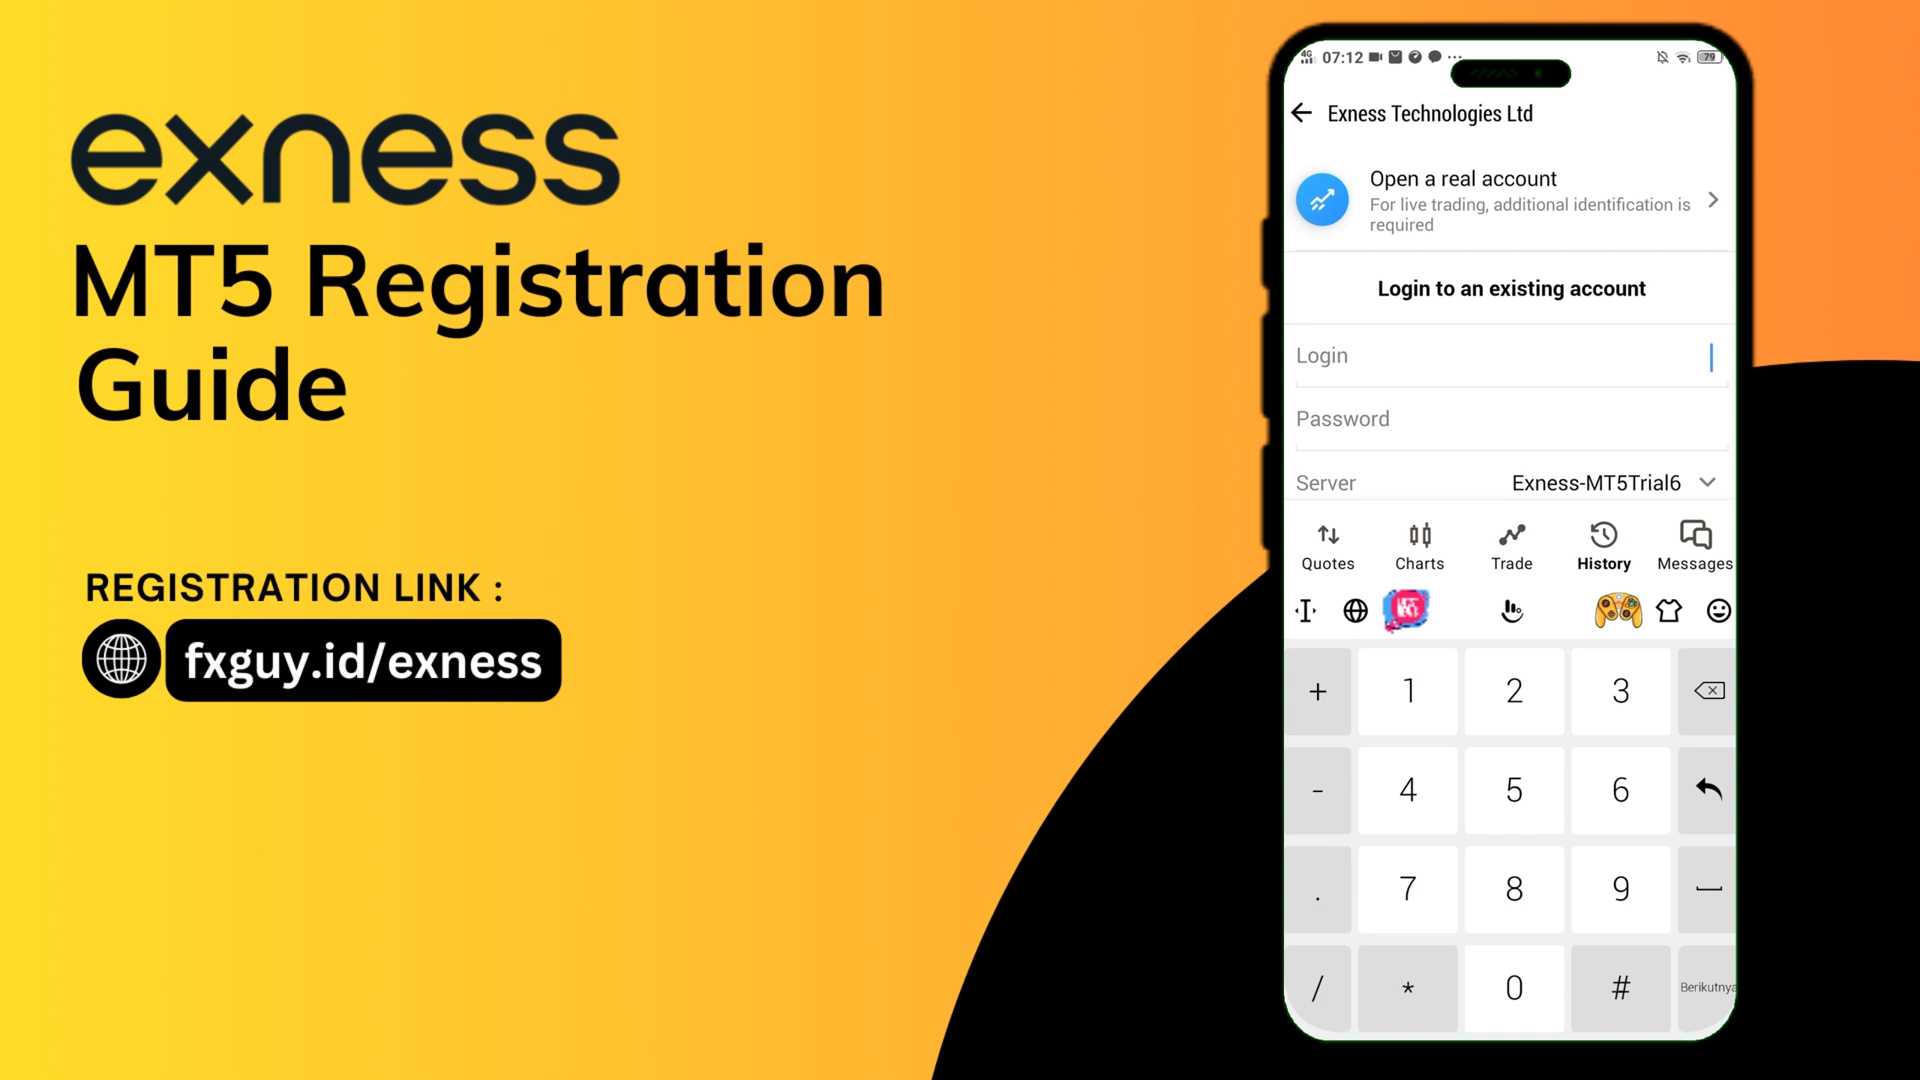 exness
MT5 Registration
Guide
REGISTRATION LINK :
fxguy.id/exness
4G 07:12 ... 79
Exness Technologies Ltd
Open a real account
For live trading, additional identification is
required
Login to an existing account
Login
Password
Server Exness-MT5Trial6
Quotes Charts Trade History Messages
+ 1 2 3
- 4 5 6
. 7 8 9
/ * 0 # Berikutnya